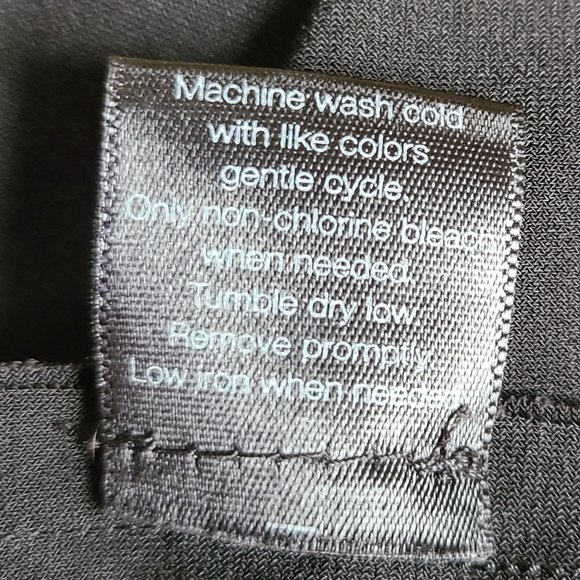 Machine wash cold
with like colors
gentle cycle.
Only non-chlorine bleach
when needed.
Tumble dry low.
Remove promptly.
Low iron when